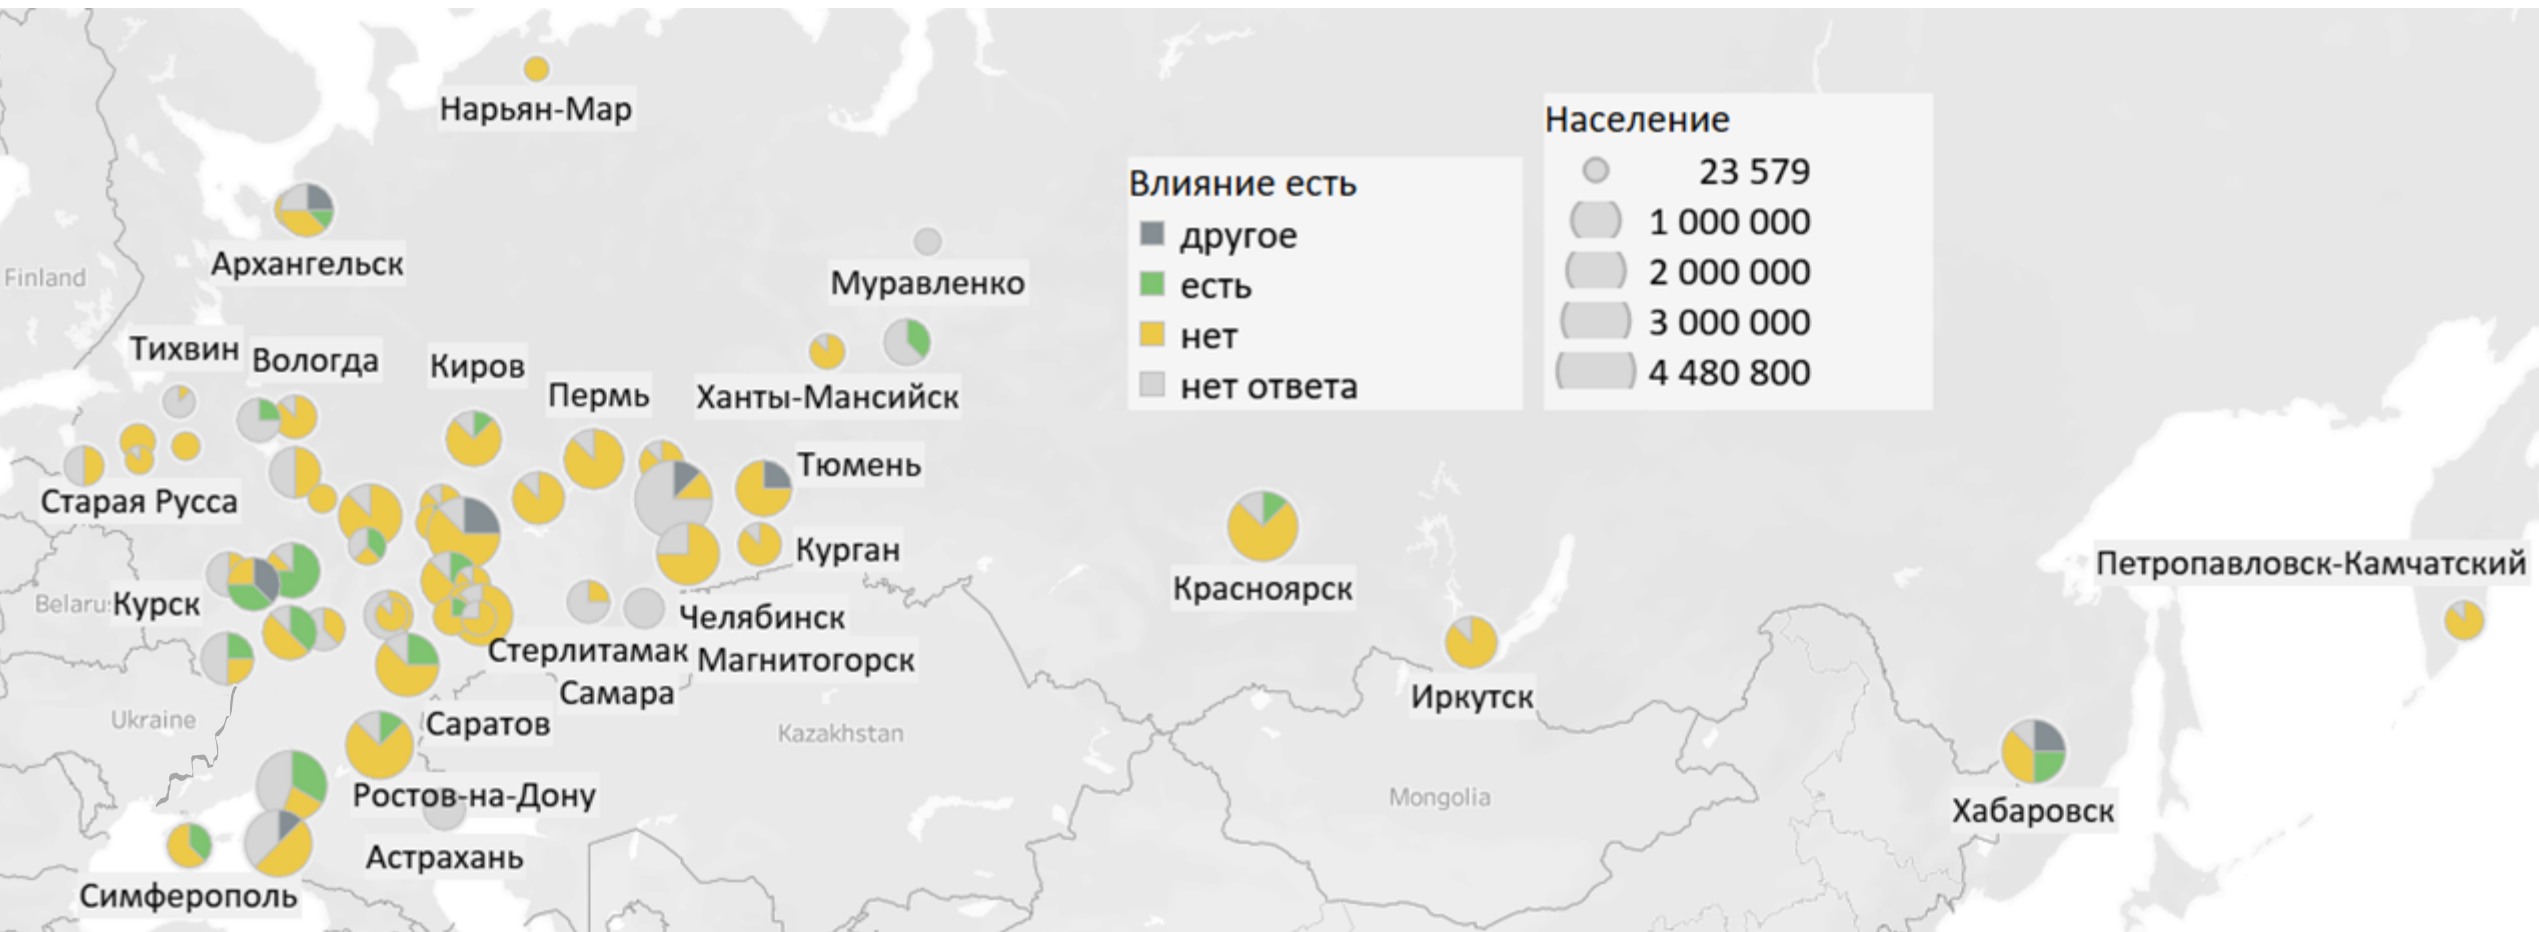 Нарьян-Мар
Население
23 579
1 000 000
2 000 000
3 000 000
4 480 800
Влияние есть
другое
есть
нет
нет ответа
Архангельск
Finland
Муравленко
Тихвин
Вологда
Киров
Пермь
Ханты-Мансийск
Тюмень
Старая Русса
Курган
Красноярск
Петропавловск-Камчатский
Belaru
Курск
Челябинск
Стерлитамак
Магнитогорск
Самара
Иркутск
Ukraine
Саратов
Kazakhstan
Ростов-на-Дону
Mongolia
Хабаровск
Астрахань
Симферополь